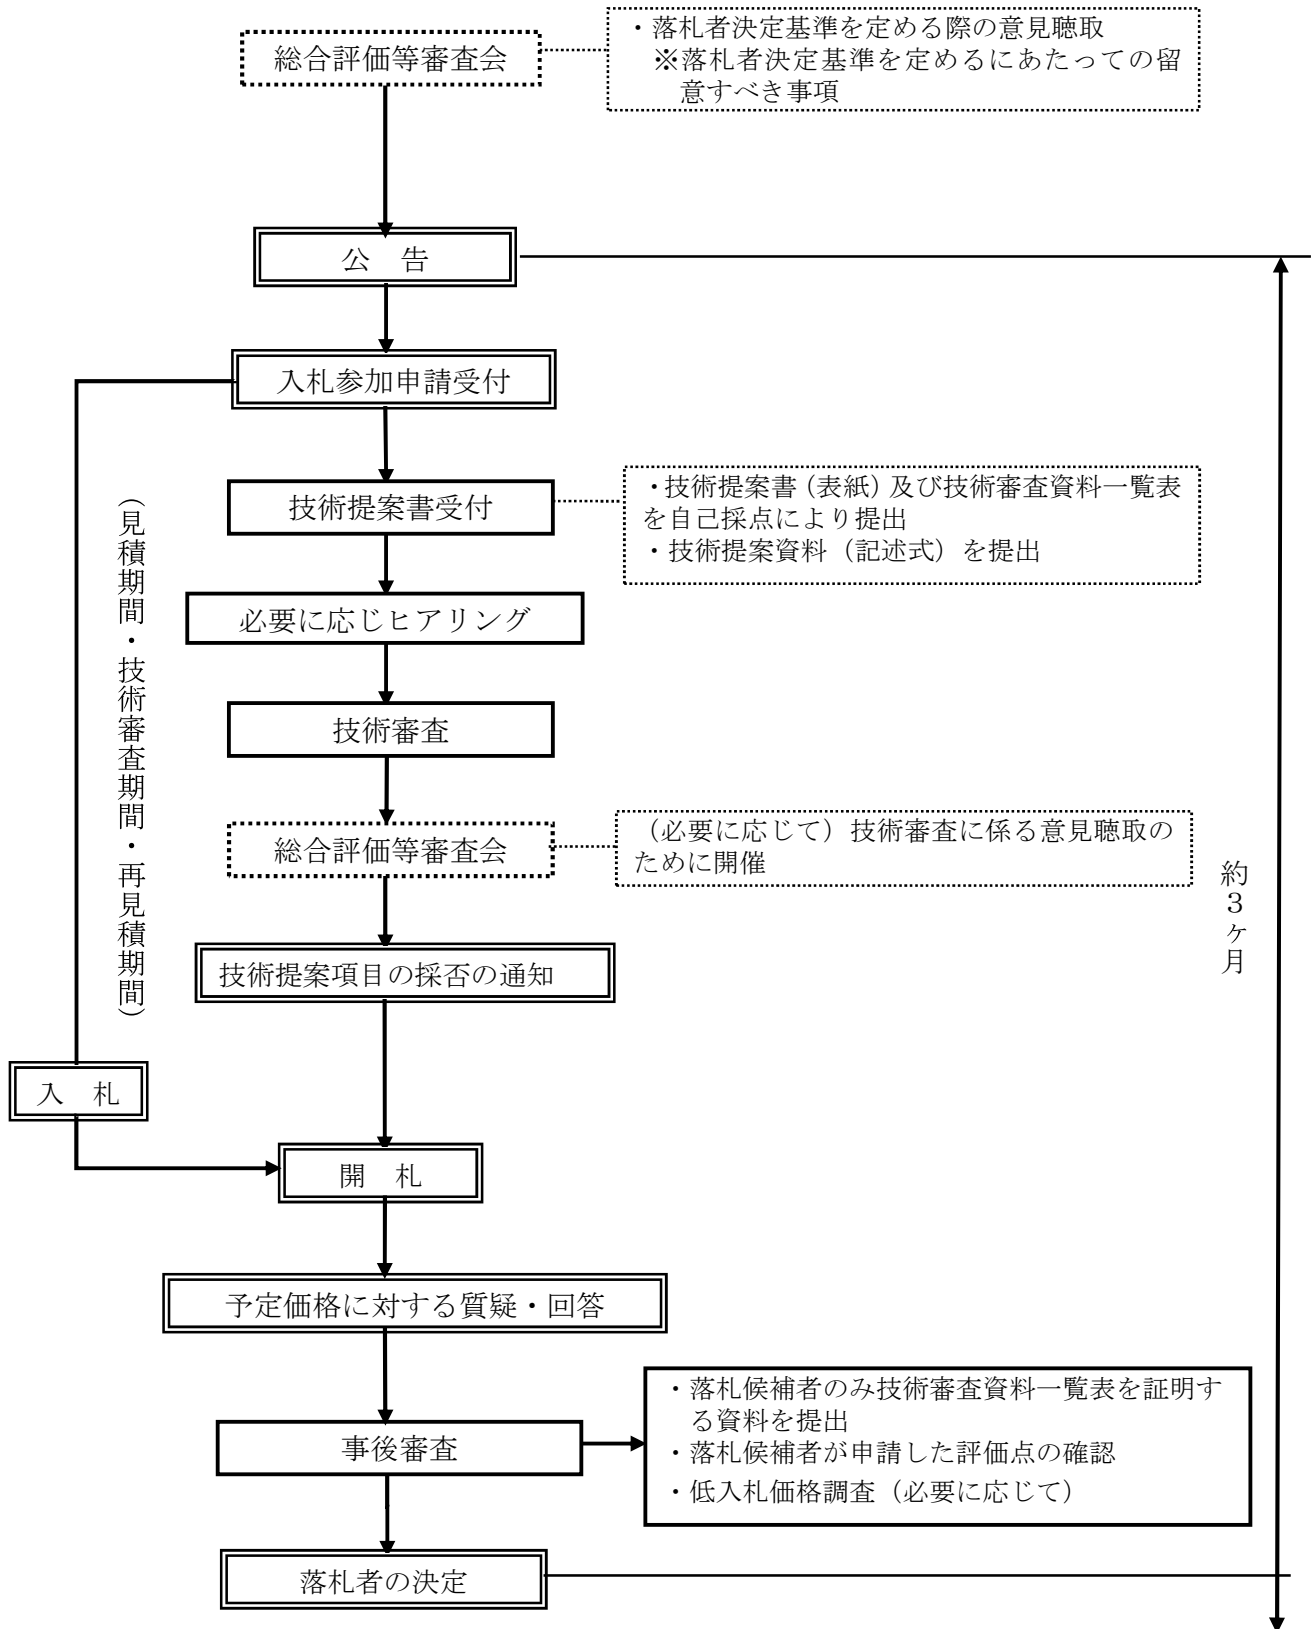 総合評価等審査会
・落札者決定基準を定める際の意見聴取
※落札者決定基準を定めるにあたっての留
意すべき事項
公　告
入札参加申請受付
技術提案書受付
・技術提案書（表紙）及び技術審査資料一覧表
を自己採点により提出
・技術提案資料（記述式）を提出
（見積期間・技術審査期間・再見積期間）
必要に応じヒアリング
技術審査
総合評価等審査会
（必要に応じて）技術審査に係る意見聴取の
ために開催
約３ヶ月
技術提案項目の採否の通知
入　札
開　札
予定価格に対する質疑・回答
事後審査
・落札候補者のみ技術審査資料一覧表を証明す
る資料を提出
・落札候補者が申請した評価点の確認
・低入札価格調査（必要に応じて）
落札者の決定